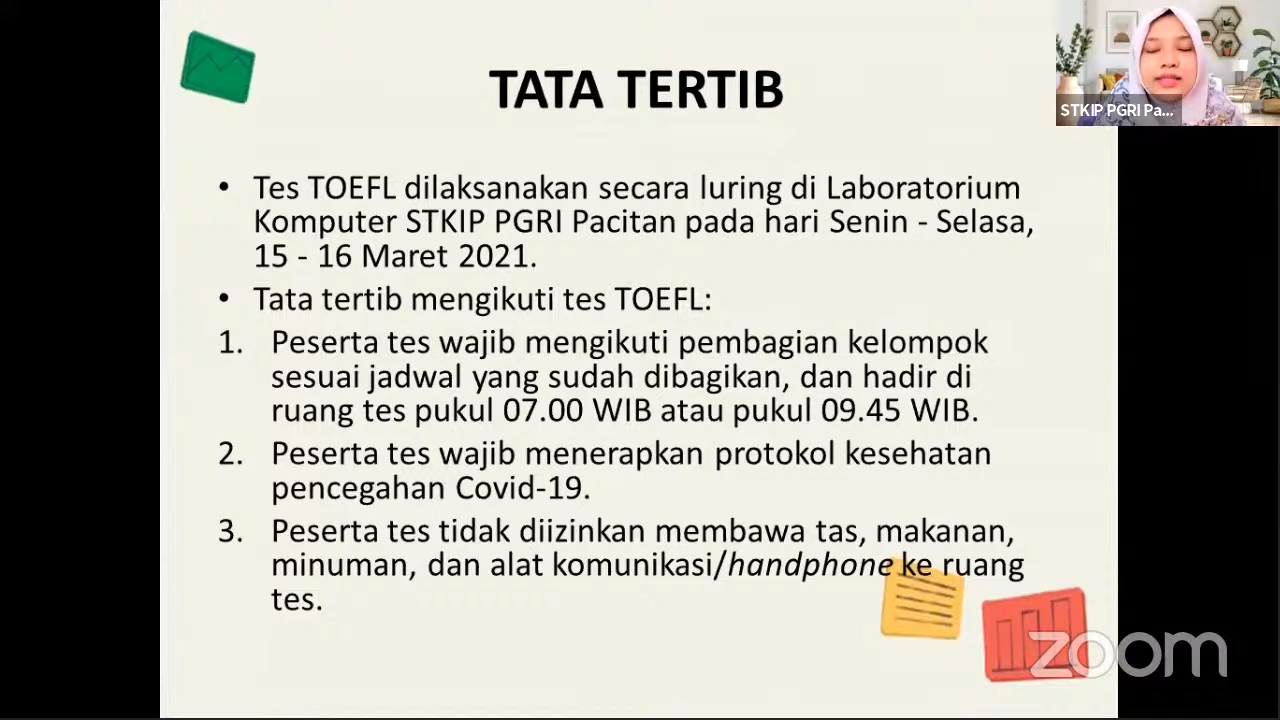 TATA TERTIB
STKIP PGRI Pa...
• Tes TOEFL dilaksanakan secara luring di Laboratorium
Komputer STKIP PGRI Pacitan pada hari Senin - Selasa,
15 - 16 Maret 2021.
• Tata tertib mengikuti tes TOEFL:
1. Peserta tes wajib mengikuti pembagian kelompok
sesuai jadwal yang sudah dibagikan, dan hadir di
ruang tes pukul 07.00 WIB atau pukul 09.45 WIB.
2. Peserta tes wajib menerapkan protokol kesehatan
pencegahan Covid-19.
3. Peserta tes tidak diizinkan membawa tas, makanan,
minuman, dan alat komunikasi/handphone ke ruang
tes.
zoom